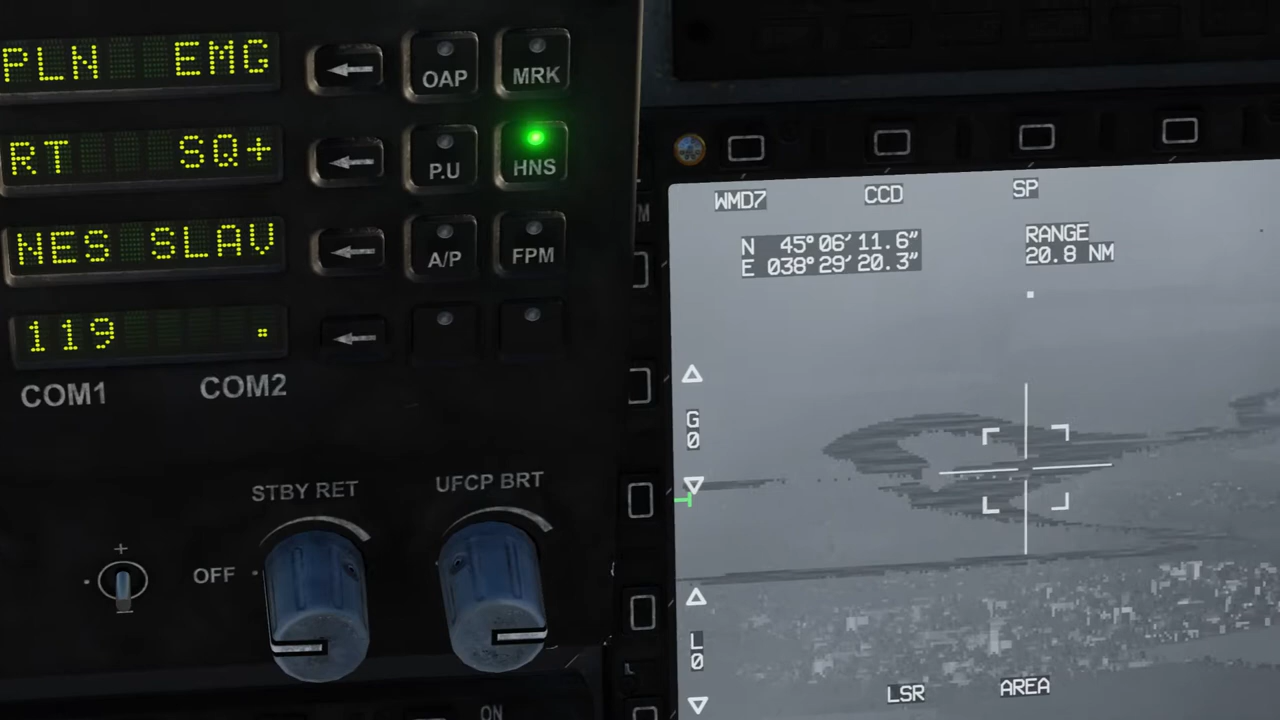 PLN EMG
OAP
MRK
RT SQ+
P.U
HNS
NES SLAV
A/P
FPM
119
COM1
COM2
STBY RET
UFCP BRT
OFF
ON
WMD7
CCD
SP
N 45°06'11.6"
E 038°29'20.3"
RANGE
20.8 NM
G
0
L
0
LSR
AREA